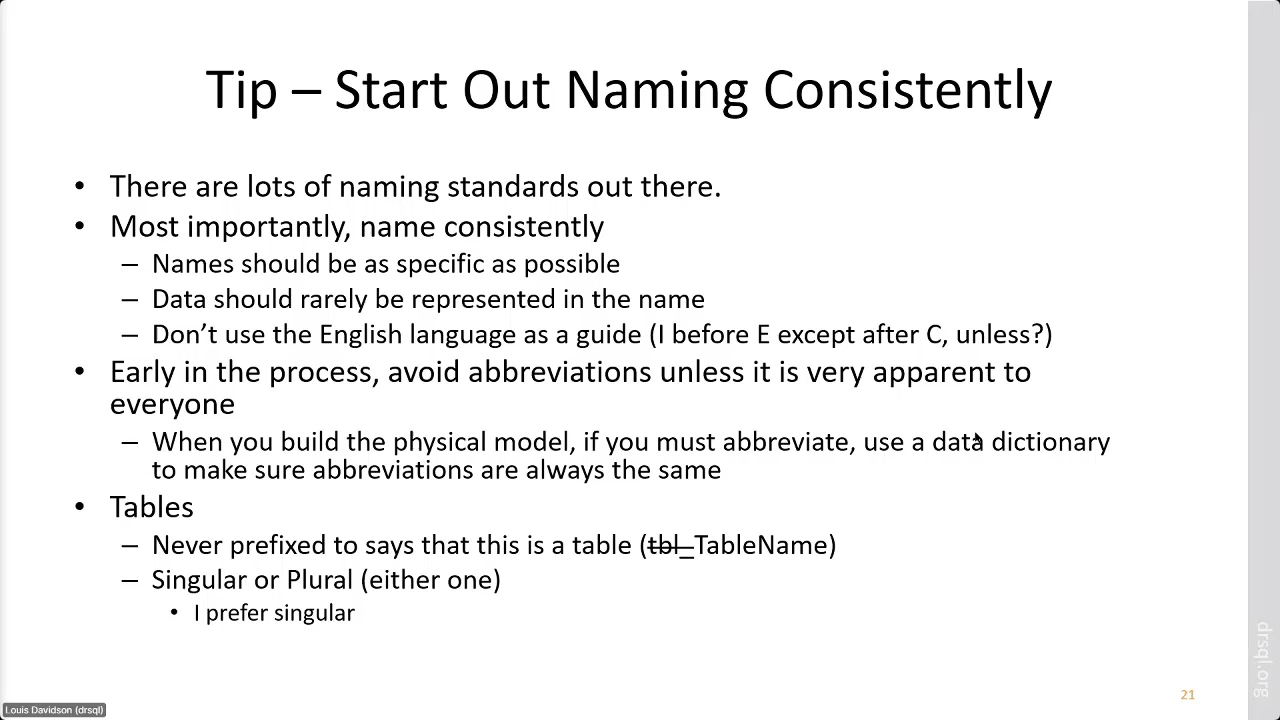 Tip – Start Out Naming Consistently
• There are lots of naming standards out there.
• Most importantly, name consistently
– Names should be as specific as possible
– Data should rarely be represented in the name
– Don’t use the English language as a guide (I before E except after C, unless?)
• Early in the process, avoid abbreviations unless it is very apparent to
everyone
– When you build the physical model, if you must abbreviate, use a data dictionary
to make sure abbreviations are always the same
• Tables
– Never prefixed to says that this is a table (tbl_TableName)
– Singular or Plural (either one)
• I prefer singular
drsql.org
21
Louis Davidson (drsql)